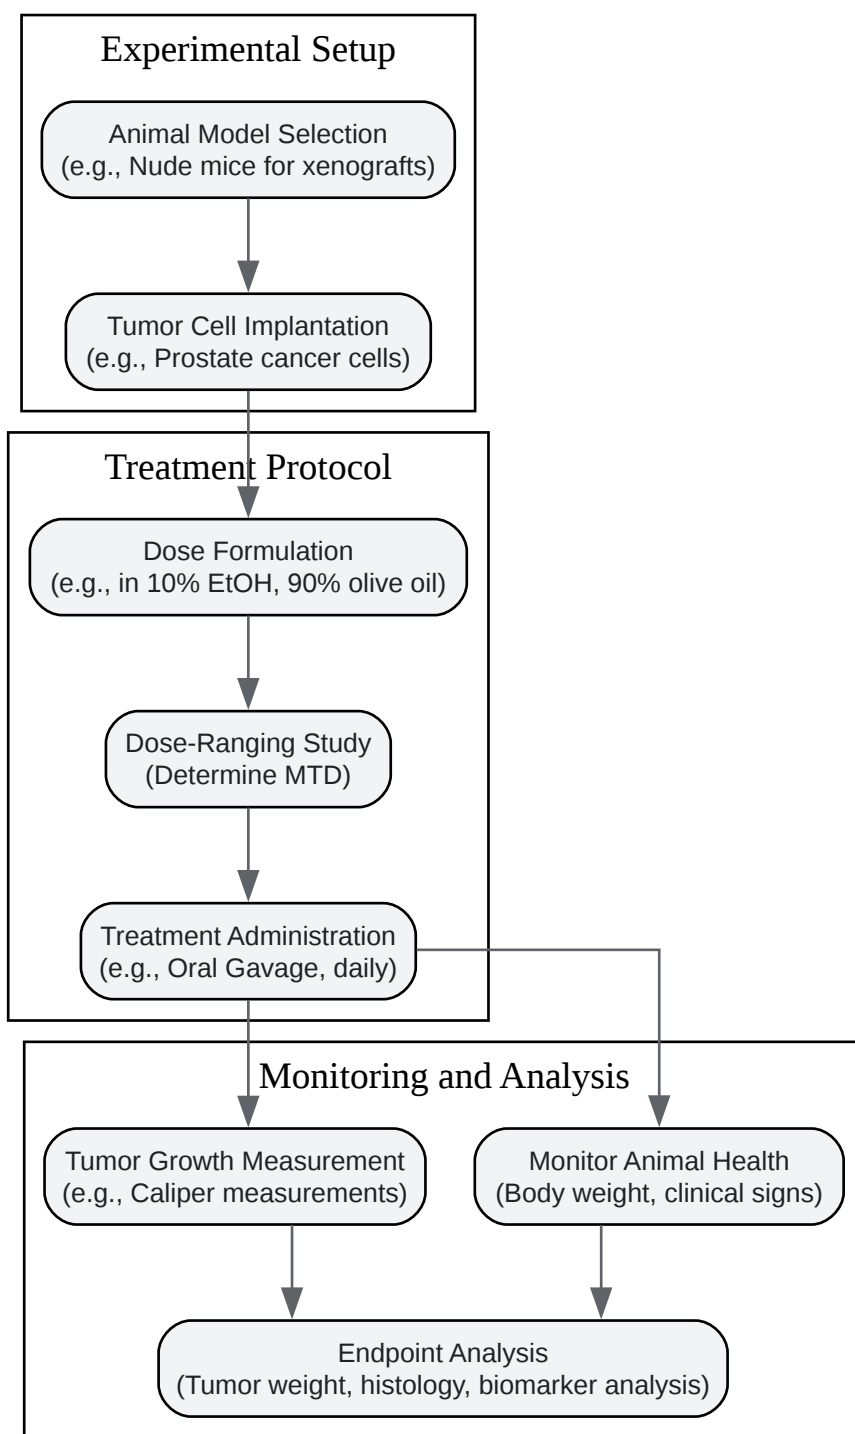 Experimental Setup
Animal Model Selection
(e.g., Nude mice for xenografts)
Tumor Cell Implantation
(e.g., Prostate cancer cells)
Treatment Protocol
Dose Formulation
(e.g., in 10% EtOH, 90% olive oil)
Dose-Ranging Study
(Determine MTD)
Treatment Administration
(e.g., Oral Gavage, daily)
Monitoring and Analysis
Tumor Growth Measurement
(e.g., Caliper measurements)
Monitor Animal Health
(Body weight, clinical signs)
Endpoint Analysis
(Tumor weight, histology, biomarker analysis)